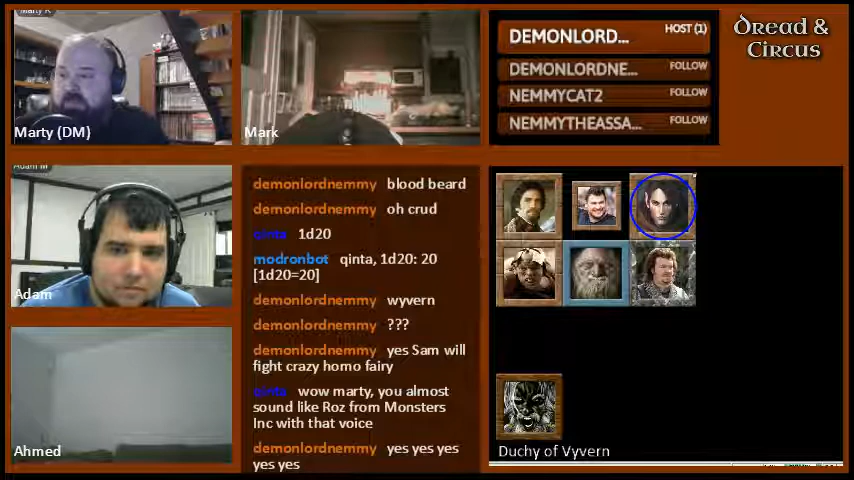 Marty K
Marty (DM)
Mark
DEMONLORD...
HOST (1)
DEMONLORDNE...
FOLLOW
NEMMYCAT2
FOLLOW
NEMMYTHEASSA...
FOLLOW
Dread &
Circus
Adam M
Adam
Ahmed
demonlordnemmy blood beard
demonlordnemmy oh crud
qinta 1d20
modronbot qinta, 1d20: 20
[1d20=20]
demonlordnemmy wyvern
demonlordnemmy ???
demonlordnemmy yes Sam will
fight crazy homo fairy
qinta wow marty, you almost
sound like Roz from Monsters
Inc with that voice
demonlordnemmy yes yes yes
yes yes
Duchy of Vyvern